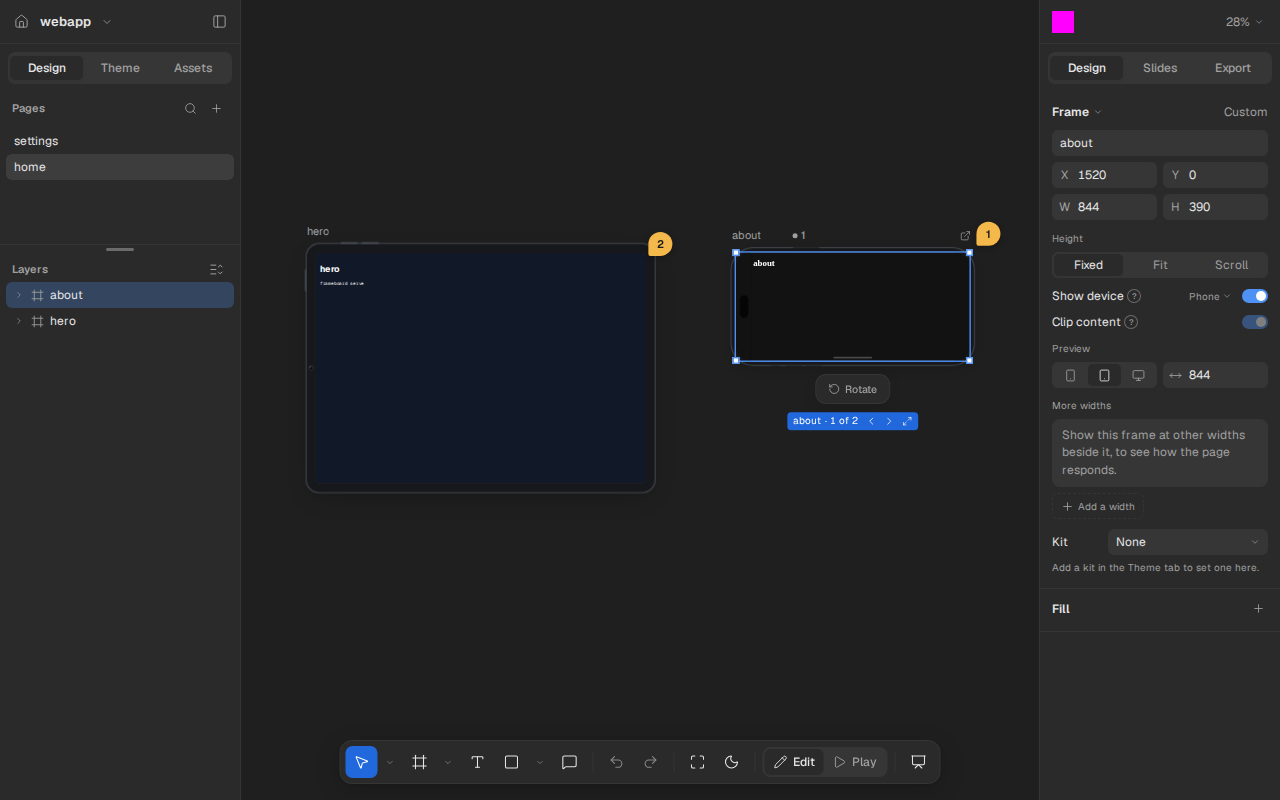 webapp
Design Theme Assets
Pages
settings
home
Layers
about
hero
hero
2
hero
about
1
1
about
Rotate
about · 1 of 2
Edit Play
28%
Design Slides Export
Frame Custom
about
X 1520 Y 0
W 844 H 390
Height
Fixed Fit Scroll
Show device ? Phone
Clip content ?
Preview
844
More widths
Show this frame at other widths
beside it, to see how the page
responds.
Add a width
Kit None
Add a kit in the Theme tab to set one here.
Fill